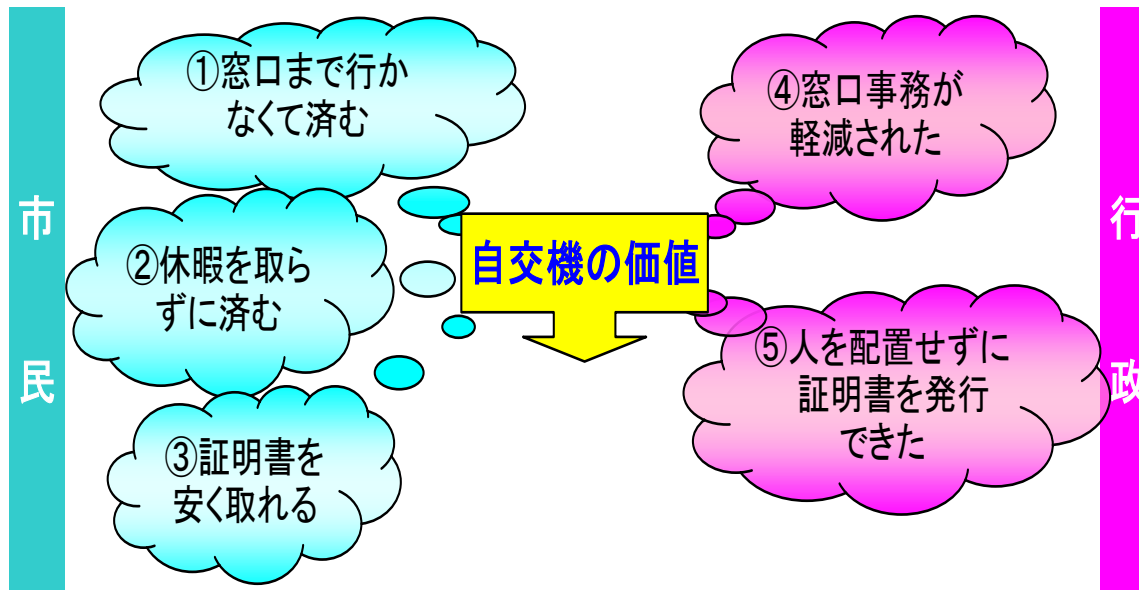 市民
①窓口まで行か
なくて済む
②休暇を取ら
ずに済む
③証明書を
安く取れる
自交機の価値
④窓口事務が
軽減された
⑤人を配置せずに
証明書を発行
できた
行政